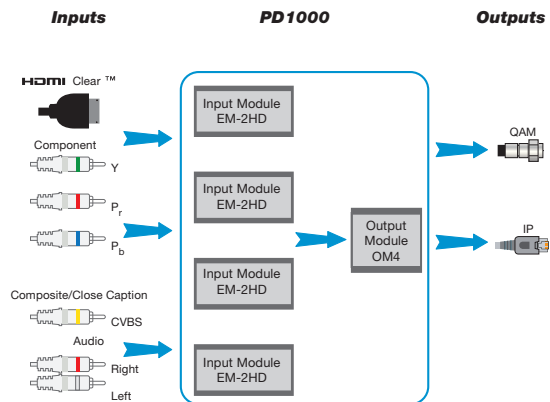 Inputs
PD1000
Outputs
HDMI Clear ™
Component
Y
Pr
Pb
Composite/Close Caption
CVBS
Audio
Right
Left
Input Module
EM-2HD
Input Module
EM-2HD
Input Module
EM-2HD
Input Module
EM-2HD
Output
Module
OM4
QAM
IP